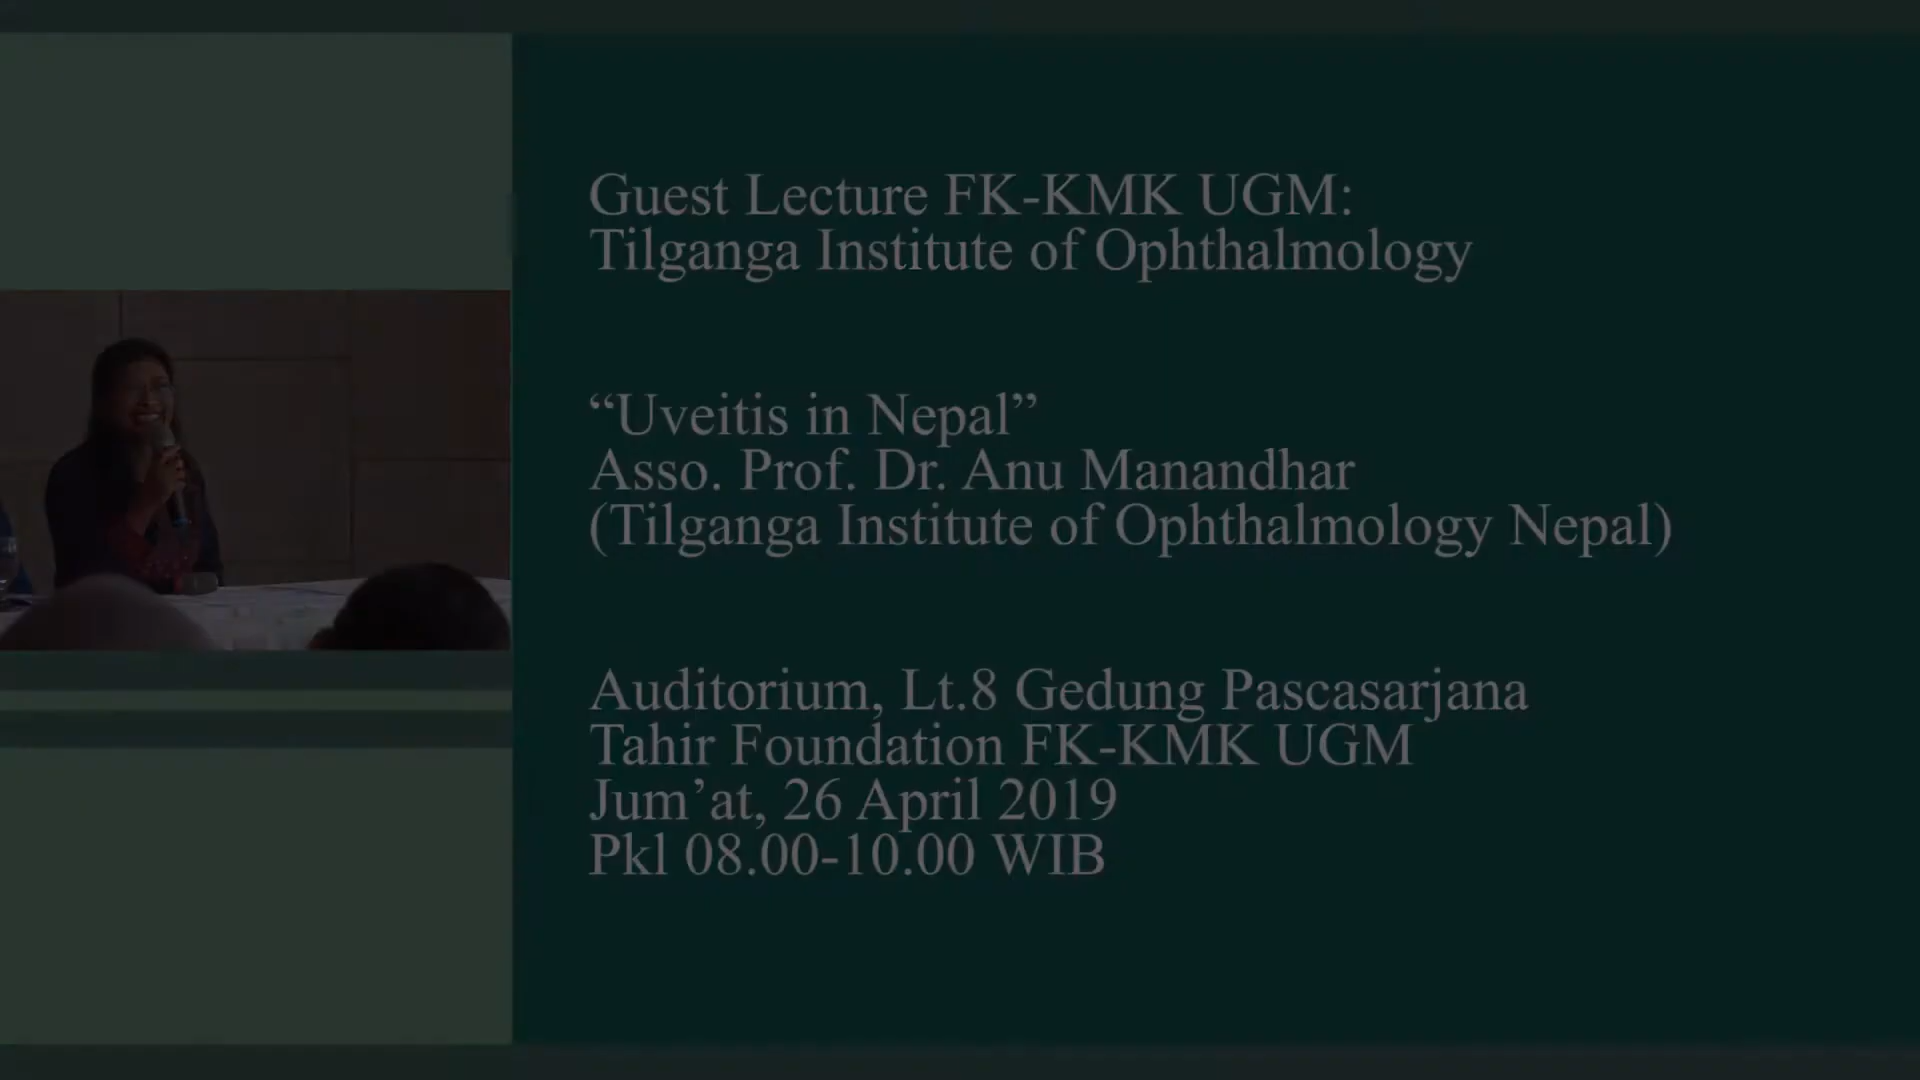 Guest Lecture FK-KMK UGM:
Tilganga Institute of Ophthalmology
“Uveitis in Nepal”
Asso. Prof. Dr. Anu Manandhar
(Tilganga Institute of Ophthalmology Nepal)
Auditorium, Lt.8 Gedung Pascasarjana
Tahir Foundation FK-KMK UGM
Jum’at, 26 April 2019
Pkl 08.00-10.00 WIB